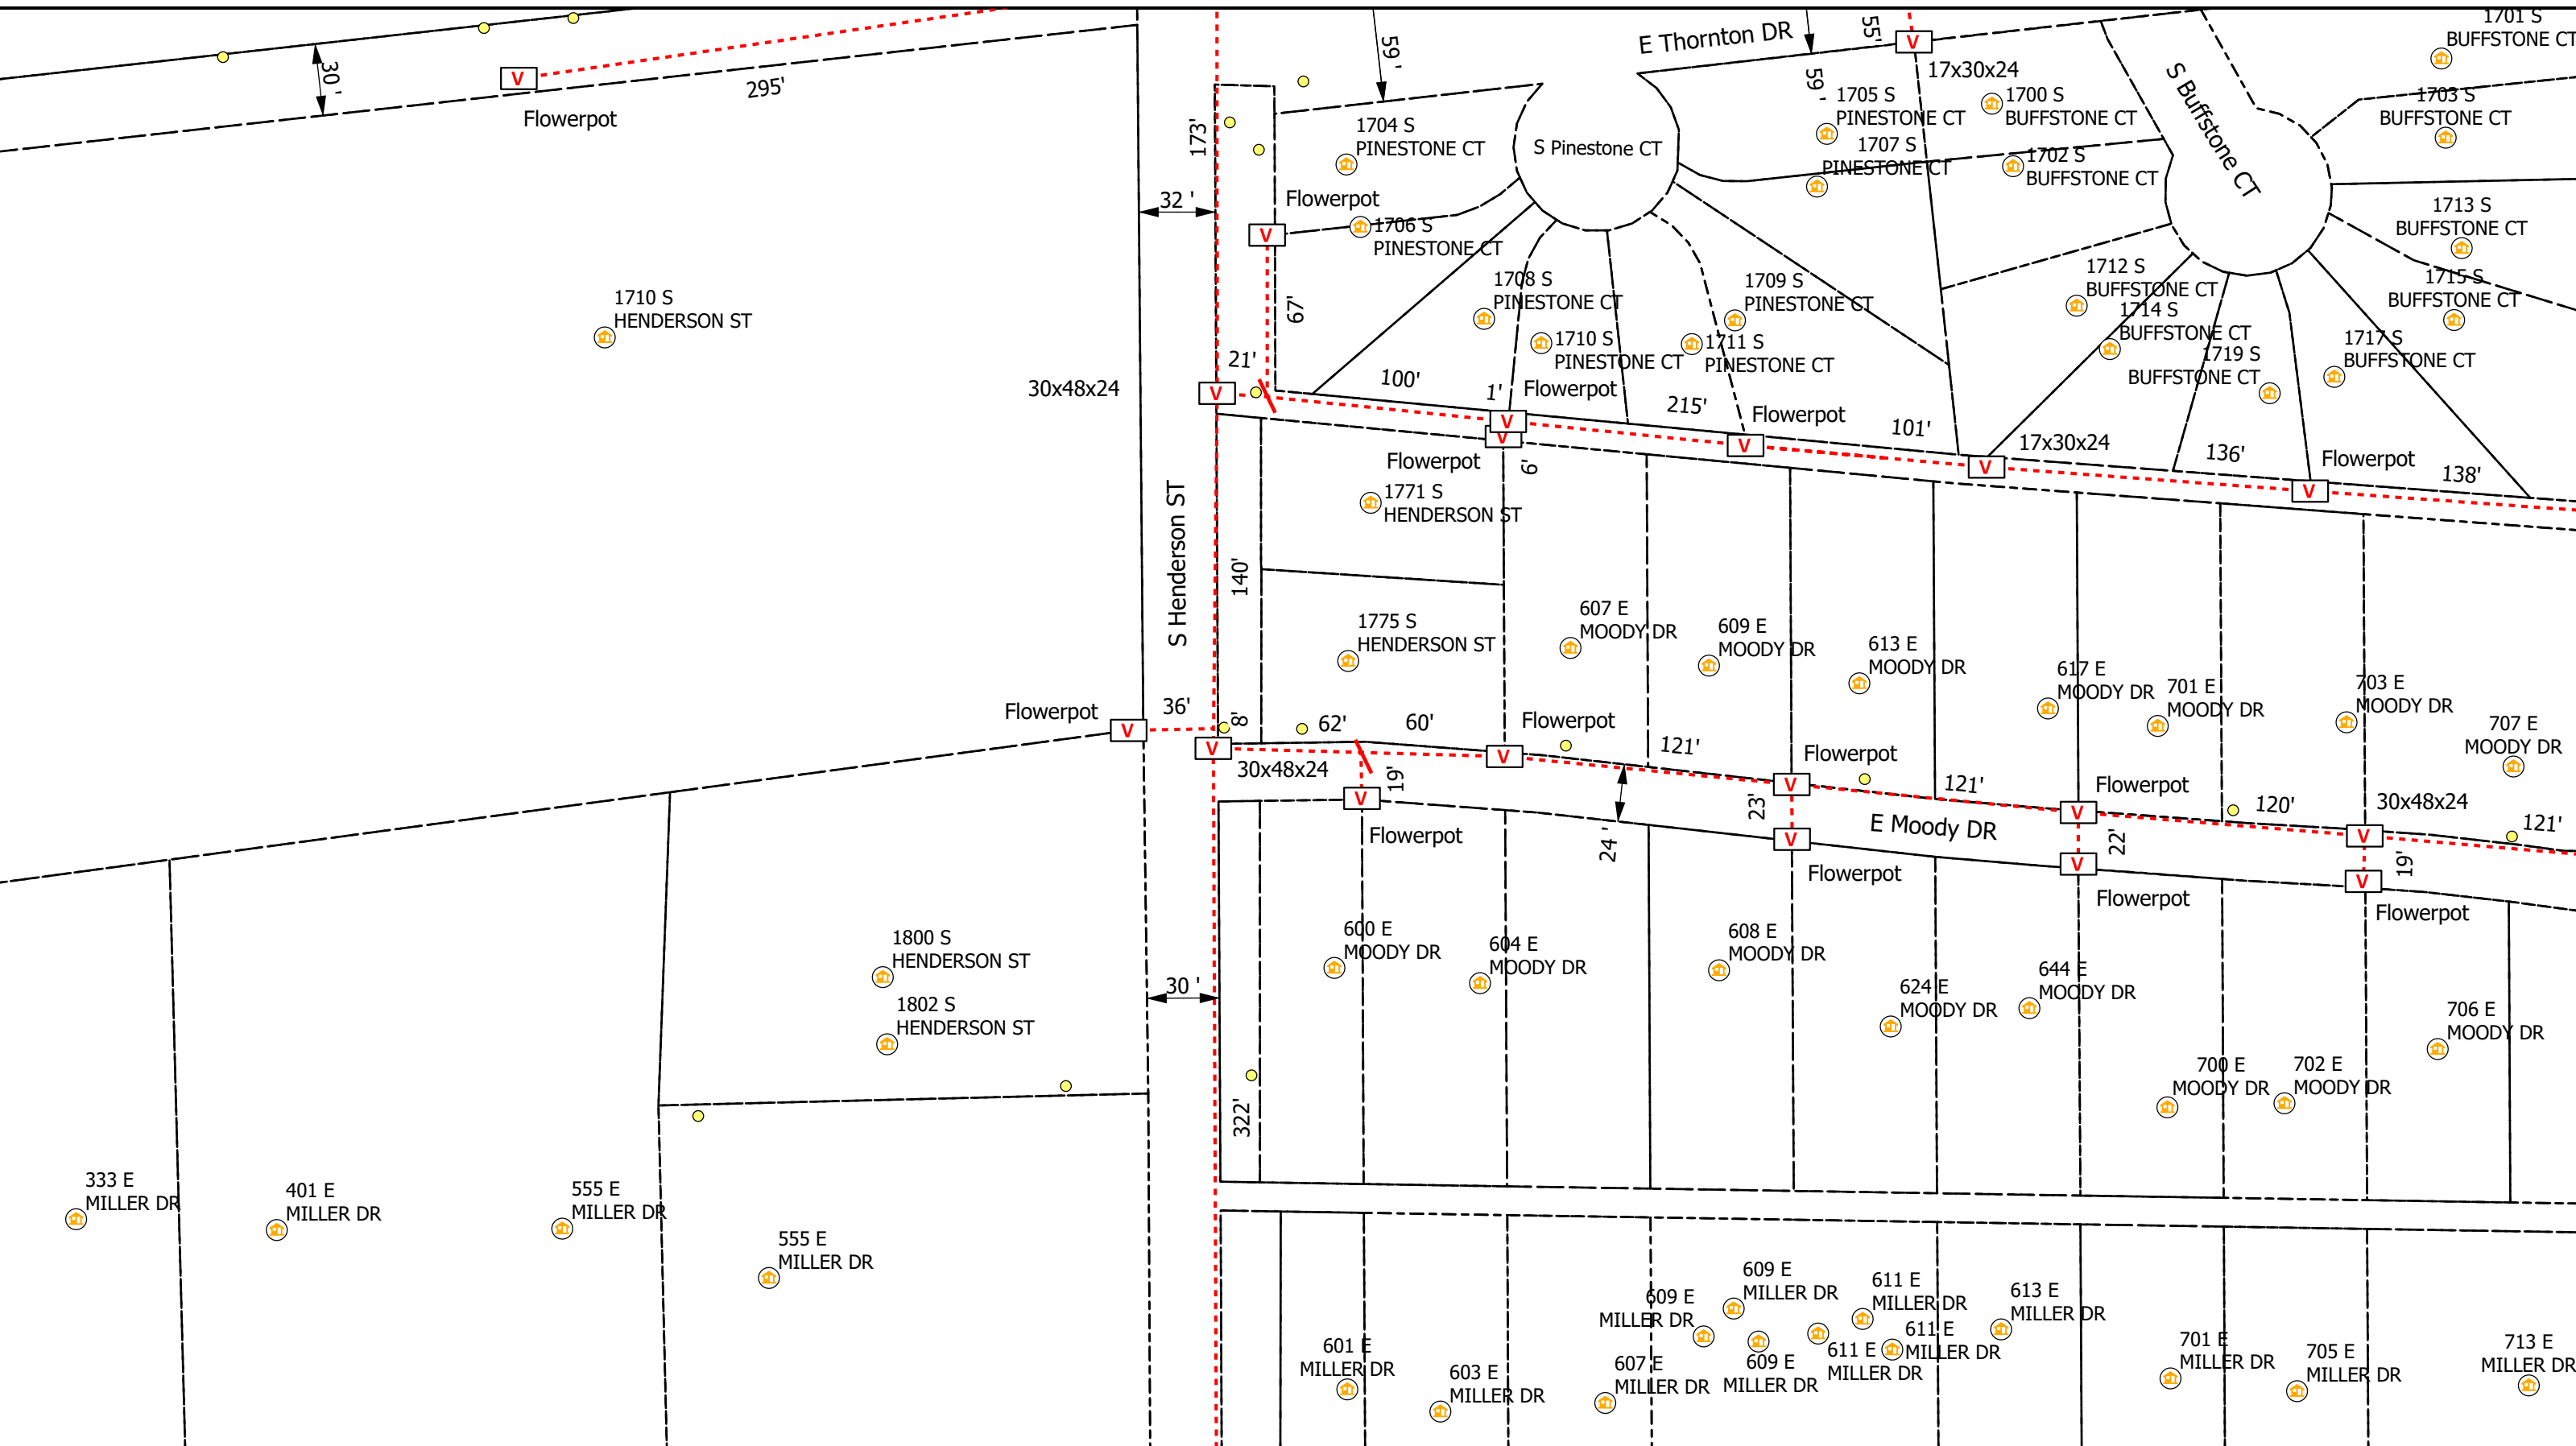 1701 S
BUFFSTONE CT
55'
E Thornton DR
59 '
59 '
30 '
V
V
295'
Flowerpot
17x30x24
S Buffstone CT
1703 S
BUFFSTONE CT
1705 S
PINESTONE CT
1700 S
BUFFSTONE CT
173'
1704 S
PINESTONE CT
S Pinestone CT
1707 S
PINESTONE CT
1702 S
BUFFSTONE CT
32 '
Flowerpot
V
1706 S
PINESTONE CT
1713 S
BUFFSTONE CT
1710 S
HENDERSON ST
67'
1708 S
PINESTONE CT
1709 S
PINESTONE CT
1712 S
BUFFSTONE CT
1715 S
BUFFSTONE CT
1714 S
BUFFSTONE CT
1710 S
PINESTONE CT
1711 S
PINESTONE CT
1719 S
BUFFSTONE CT
1717 S
BUFFSTONE CT
21'
30x48x24
V
100'
1'
Flowerpot
215'
Flowerpot
101'
17x30x24
136'
Flowerpot
138'
V
V
V
V
V
Flowerpot
6'
1771 S
HENDERSON ST
S Henderson ST
140'
1775 S
HENDERSON ST
607 E
MOODY DR
609 E
MOODY DR
613 E
MOODY DR
617 E
MOODY DR
701 E
MOODY DR
703 E
MOODY DR
707 E
MOODY DR
Flowerpot
V
36'
8'
V
62'
60'
Flowerpot
V
121'
Flowerpot
V
121'
Flowerpot
V
120'
30x48x24
V
121'
30x48x24
19'
V
Flowerpot
24 '
23'
V
Flowerpot
E Moody DR
22'
V
Flowerpot
19'
V
Flowerpot
1800 S
HENDERSON ST
1802 S
HENDERSON ST
30 '
600 E
MOODY DR
604 E
MOODY DR
608 E
MOODY DR
624 E
MOODY DR
644 E
MOODY DR
700 E
MOODY DR
702 E
MOODY DR
706 E
MOODY DR
322'
333 E
MILLER DR
401 E
MILLER DR
555 E
MILLER DR
555 E
MILLER DR
601 E
MILLER DR
603 E
MILLER DR
607 E
MILLER DR
609 E
MILLER DR
609 E
MILLER DR
609 E
MILLER DR
611 E
MILLER DR
611 E
MILLER DR
611 E
MILLER DR
613 E
MILLER DR
701 E
MILLER DR
705 E
MILLER DR
713 E
MILLER DR